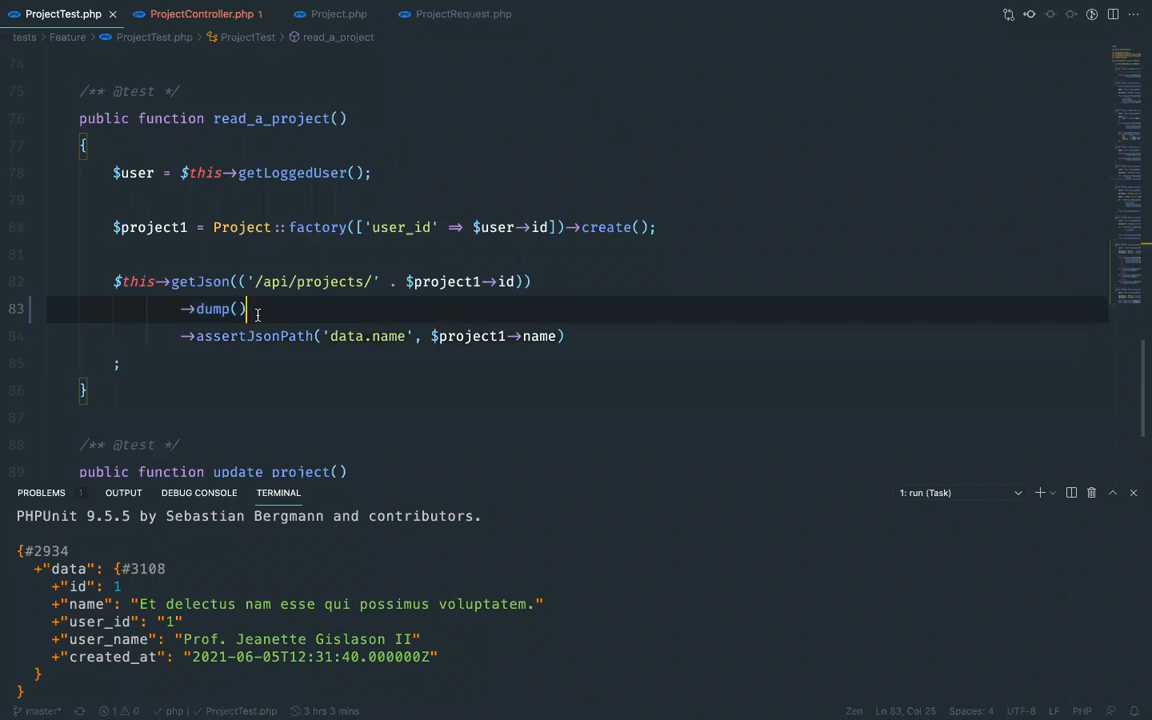 ProjectTest.php × ProjectController.php 1 Project.php ProjectRequest.php
tests > Feature > ProjectTest.php > ProjectTest > read_a_project
74
75 /** @test */
76 public function read_a_project()
77 {
78 $user = $this→getLoggedUser();
79
80 $project1 = Project::factory(['user_id' ⇒ $user→id])→create();
81
82 $this→getJson(('/api/projects/' . $project1→id))
83 →dump()
84 →assertJsonPath('data.name', $project1→name)
85 ;
86 }
87
88 /** @test */
89 public function update_project()
PROBLEMS 1 OUTPUT DEBUG CONSOLE TERMINAL 1: run (Task)
PHPUnit 9.5.5 by Sebastian Bergmann and contributors.
{#2934
+"data": {#3108
+"id": 1
+"name": "Et delectus nam esse qui possimus voluptatem."
+"user_id": "1"
+"user_name": "Prof. Jeanette Gislason II"
+"created_at": "2021-06-05T12:31:40.000000Z"
}
}
master* 1 0 ✓ php ✓ ProjectTest.php 3 hrs 3 mins Zen Ln 83, Col 25 Spaces: 4 UTF-8 LF PHP